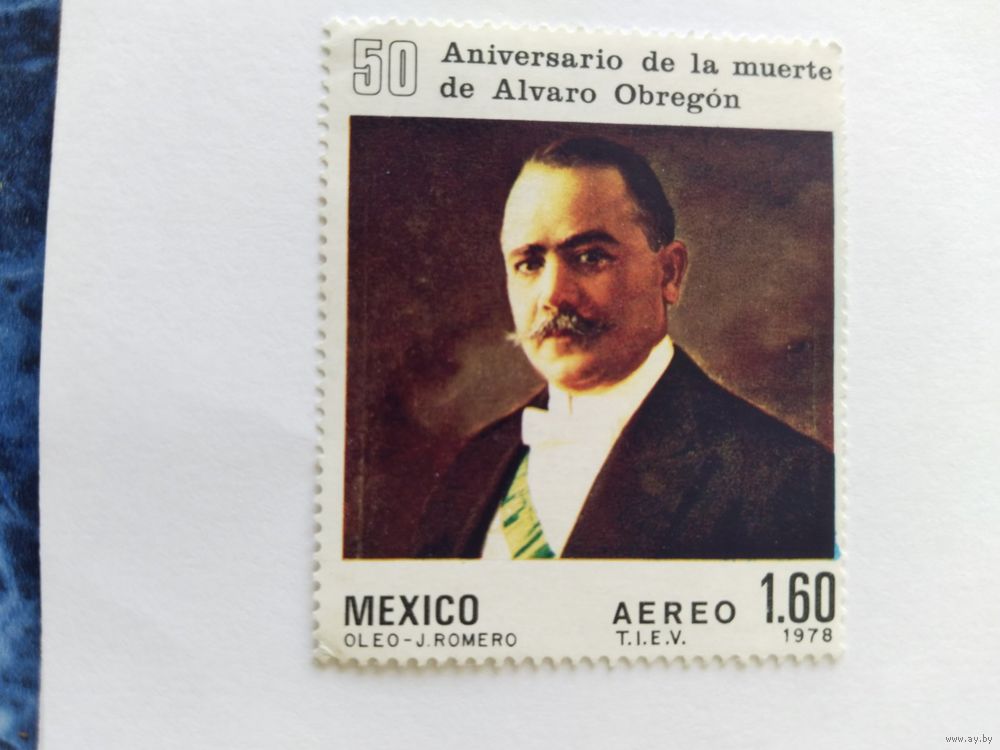 50 Aniversario de la muerte
de Alvaro Obregón
MEXICO AEREO 1.60
OLEO-J.ROMERO T.I.E.V. 1978
www.ay.by